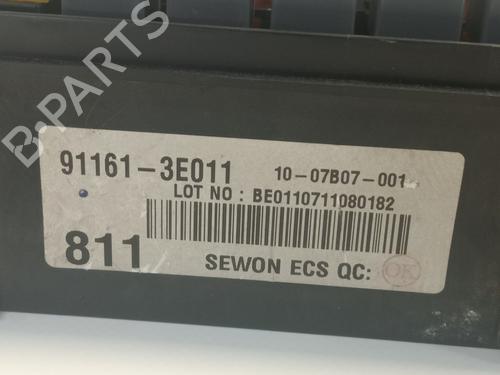 B-PARTS
91161-3E011 10-07B07-001
LOT NO : BE0110711080182
811 SEWON ECS QC: OK